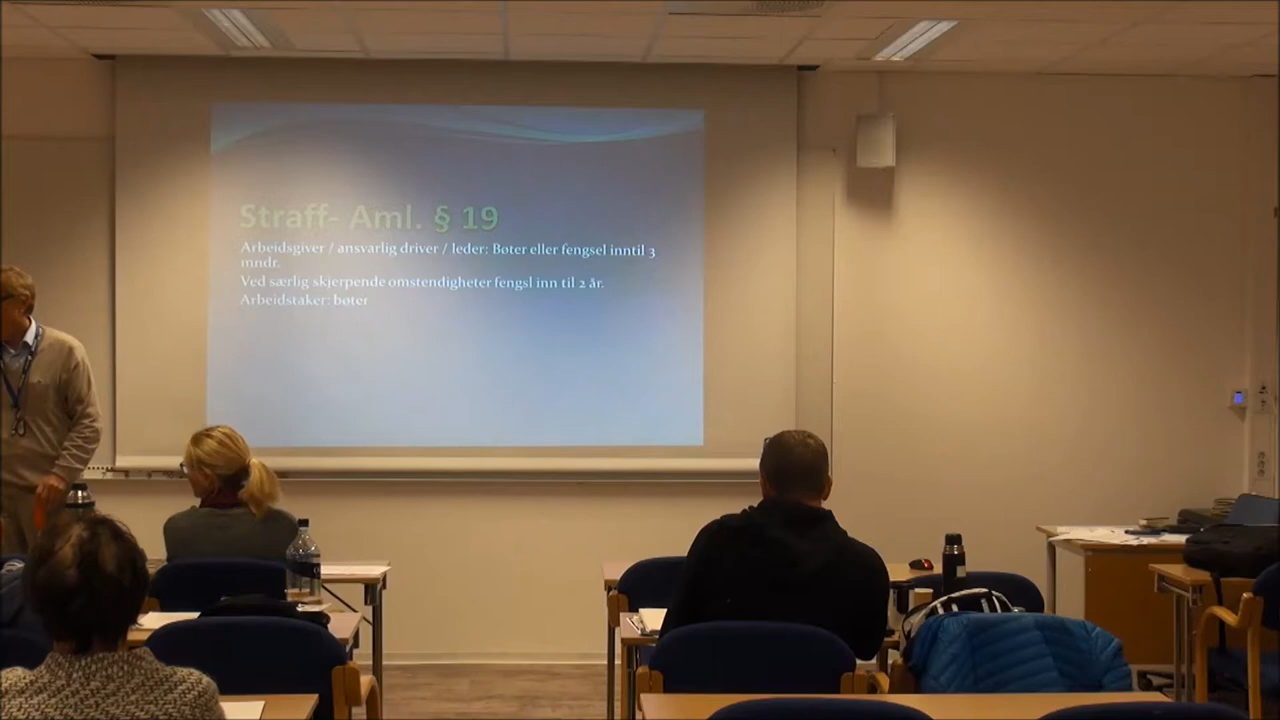 Straff- Aml. § 19
Arbeidsgiver / ansvarlig driver / leder: Bøter eller fengsel inntil 3
mndr.
Ved særlig skjerpende omstendigheter fengsl inn til 2 år.
Arbeidstaker: bøter